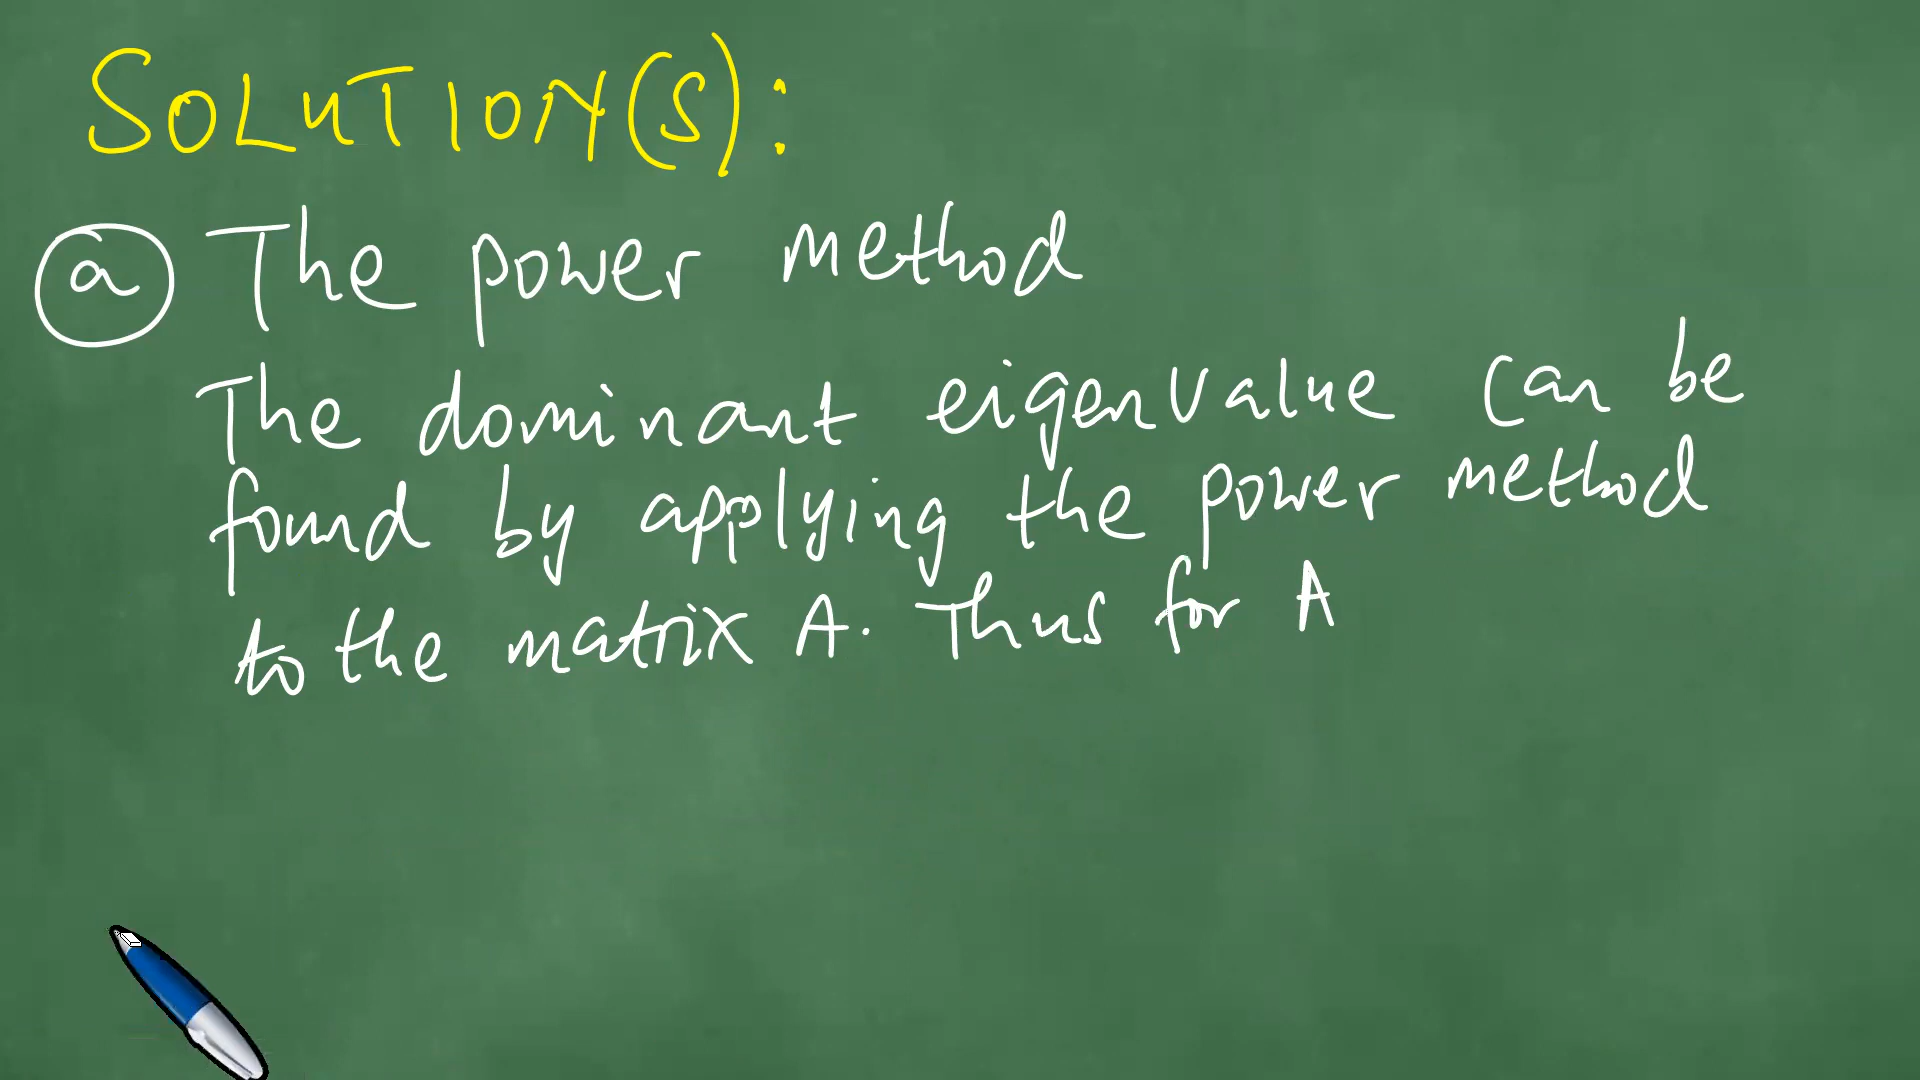 SOLUTION(S):
a The power method
The dominant eigenvalue can be
found by applying the power method
to the matrix A. Thus for A